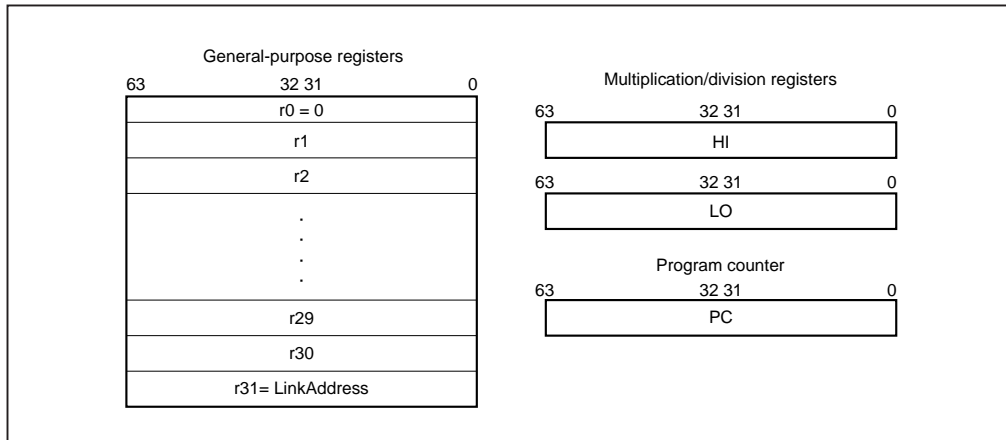 General-purpose registers
63 32 31 0
r0 = 0
r1
r2
.
.
.
.
r29
r30
r31= LinkAddress
Multiplication/division registers
63 32 31 0
HI
63 32 31 0
LO
Program counter
63 32 31 0
PC